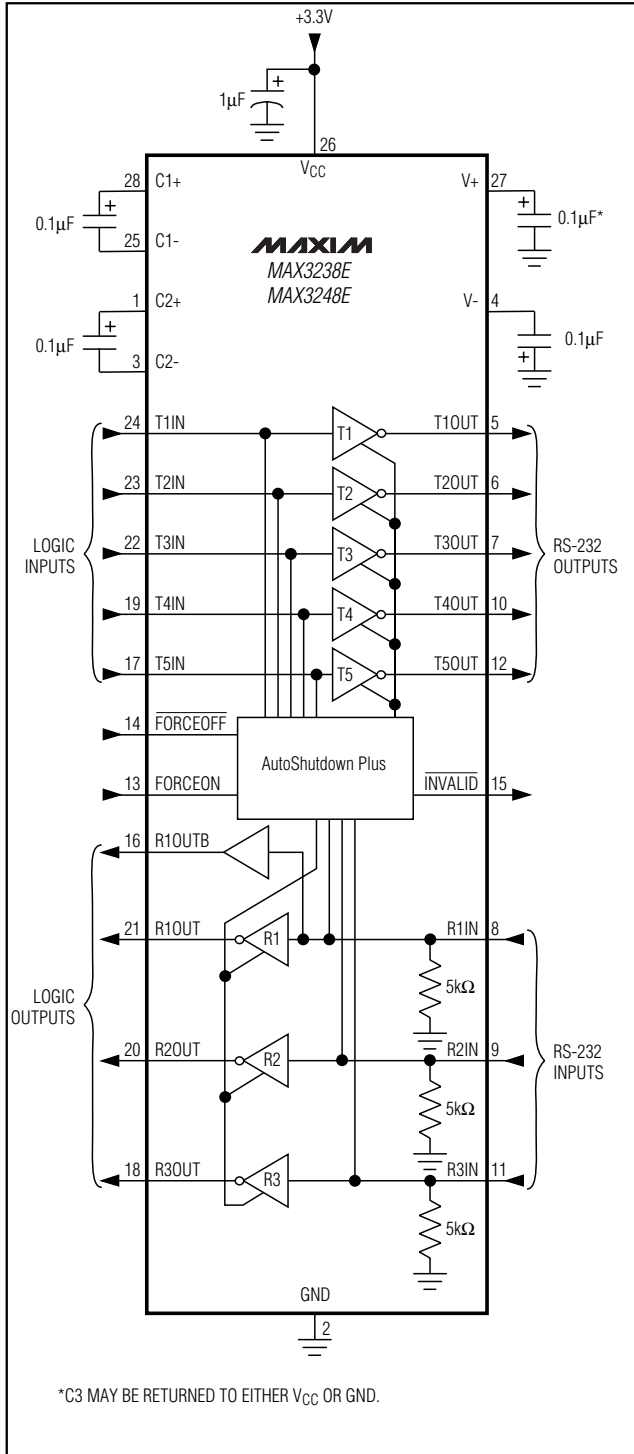 +3.3V
1μF
26
VCC
28 C1+
V+ 27
0.1μF
0.1μF*
25 C1-
MAXIM
MAX3238E
MAX3248E
1 C2+
V- 4
0.1μF
0.1μF
3 C2-
24 T1IN T1 T1OUT 5
23 T2IN T2 T2OUT 6
LOGIC
INPUTS
22 T3IN T3 T3OUT 7
RS-232
OUTPUTS
19 T4IN T4 T4OUT 10
17 T5IN T5 T5OUT 12
14 FORCEOFF
AutoShutdown Plus
13 FORCEON
INVALID 15
16 R1OUTB
21 R1OUT R1 R1IN 8
5kΩ
LOGIC
OUTPUTS
20 R2OUT R2 R2IN 9
RS-232
INPUTS
5kΩ
18 R3OUT R3 R3IN 11
5kΩ
GND
2
*C3 MAY BE RETURNED TO EITHER VCC OR GND.